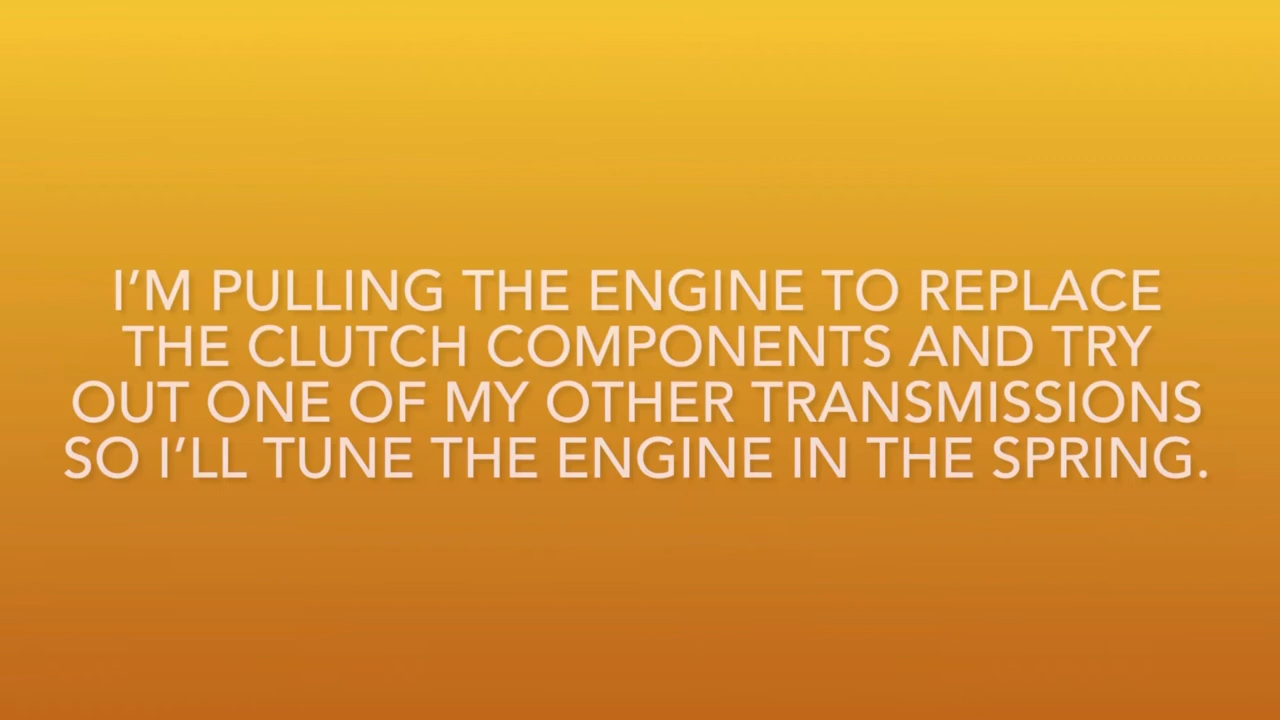 I’M PULLING THE ENGINE TO REPLACE
THE CLUTCH COMPONENTS AND TRY
OUT ONE OF MY OTHER TRANSMISSIONS
SO I’LL TUNE THE ENGINE IN THE SPRING.